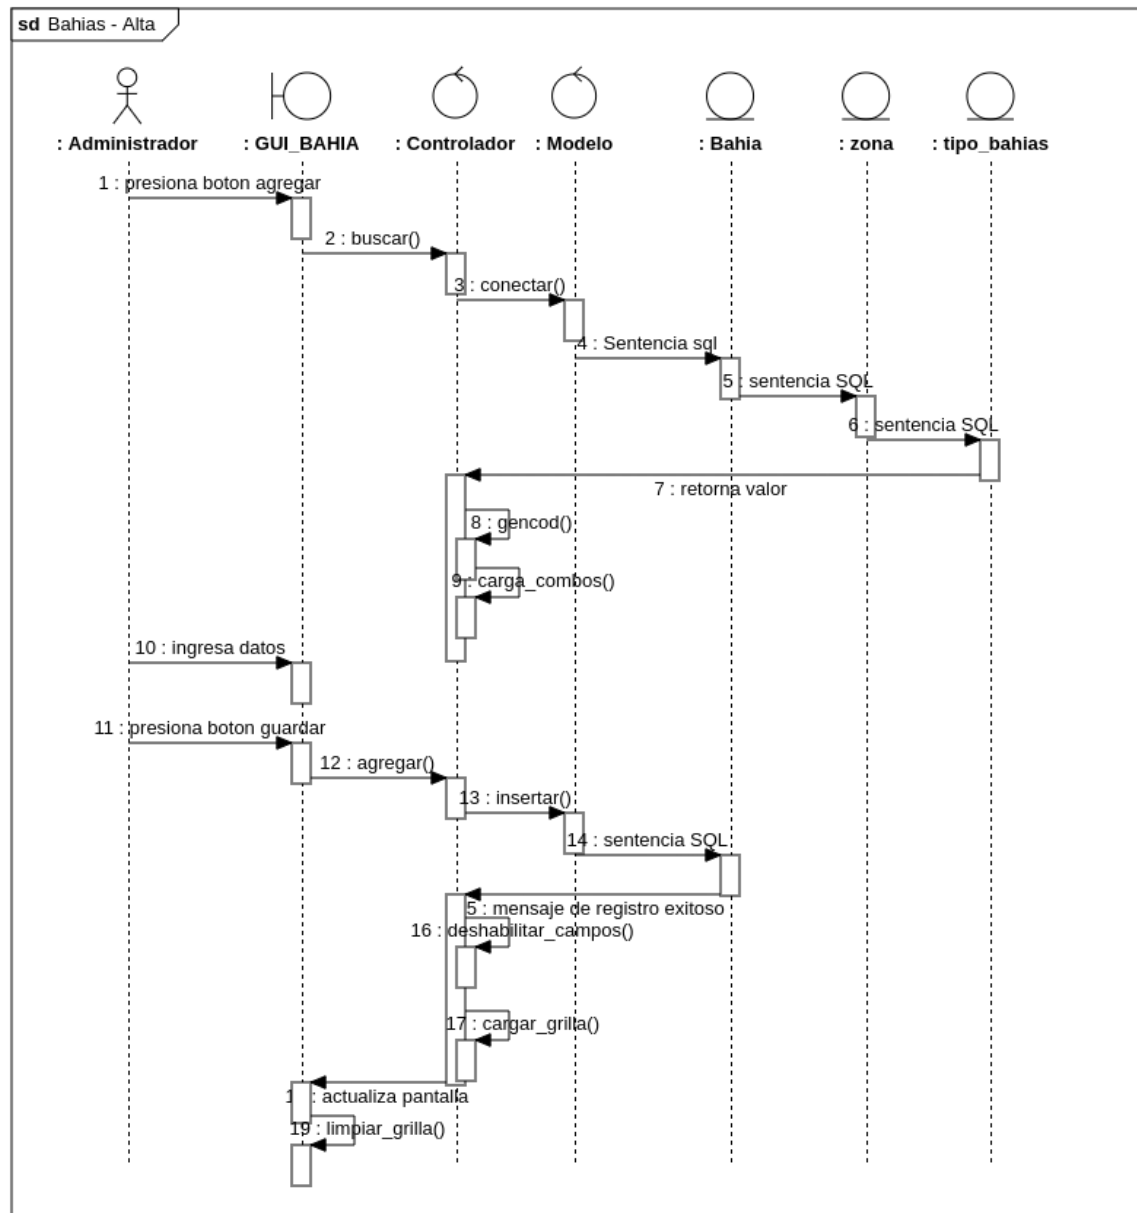 sd Bahias - Alta
: Administrador
: GUI_BAHIA
: Controlador
: Modelo
: Bahia
: zona
: tipo_bahias
1 : presiona boton agregar
2 : buscar()
3 : conectar()
4 : Sentencia sql
5 : sentencia SQL
6 : sentencia SQL
7 : retorna valor
8 : gencod()
9 : carga_combos()
10 : ingresa datos
11 : presiona boton guardar
12 : agregar()
13 : insertar()
14 : sentencia SQL
5 : mensaje de registro exitoso
16 : deshabilitar_campos()
17 : cargar_grilla()
1 : actualiza pantalla
19 : limpiar_grilla()